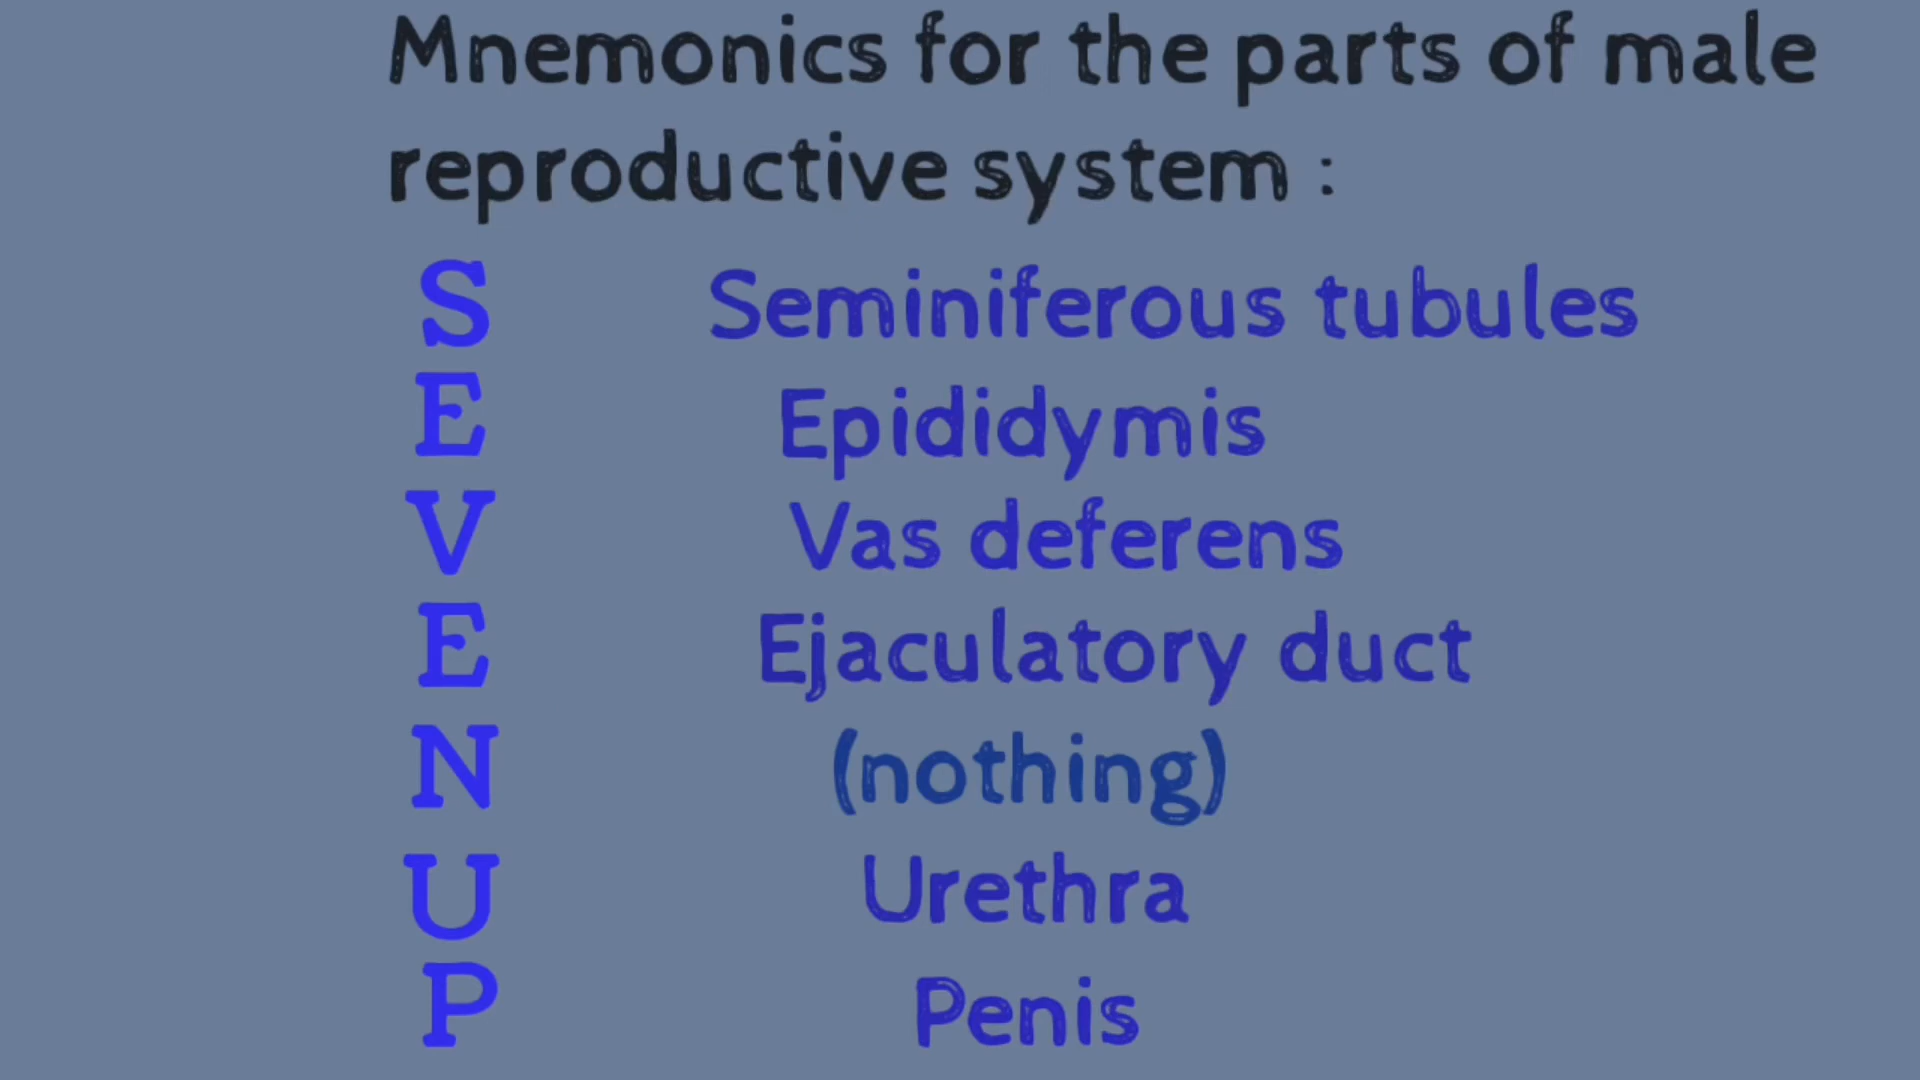 Mnemonics for the parts of male
reproductive system :
S Seminiferous tubules
E Epididymis
V Vas deferens
E Ejaculatory duct
N (nothing)
U Urethra
P Penis